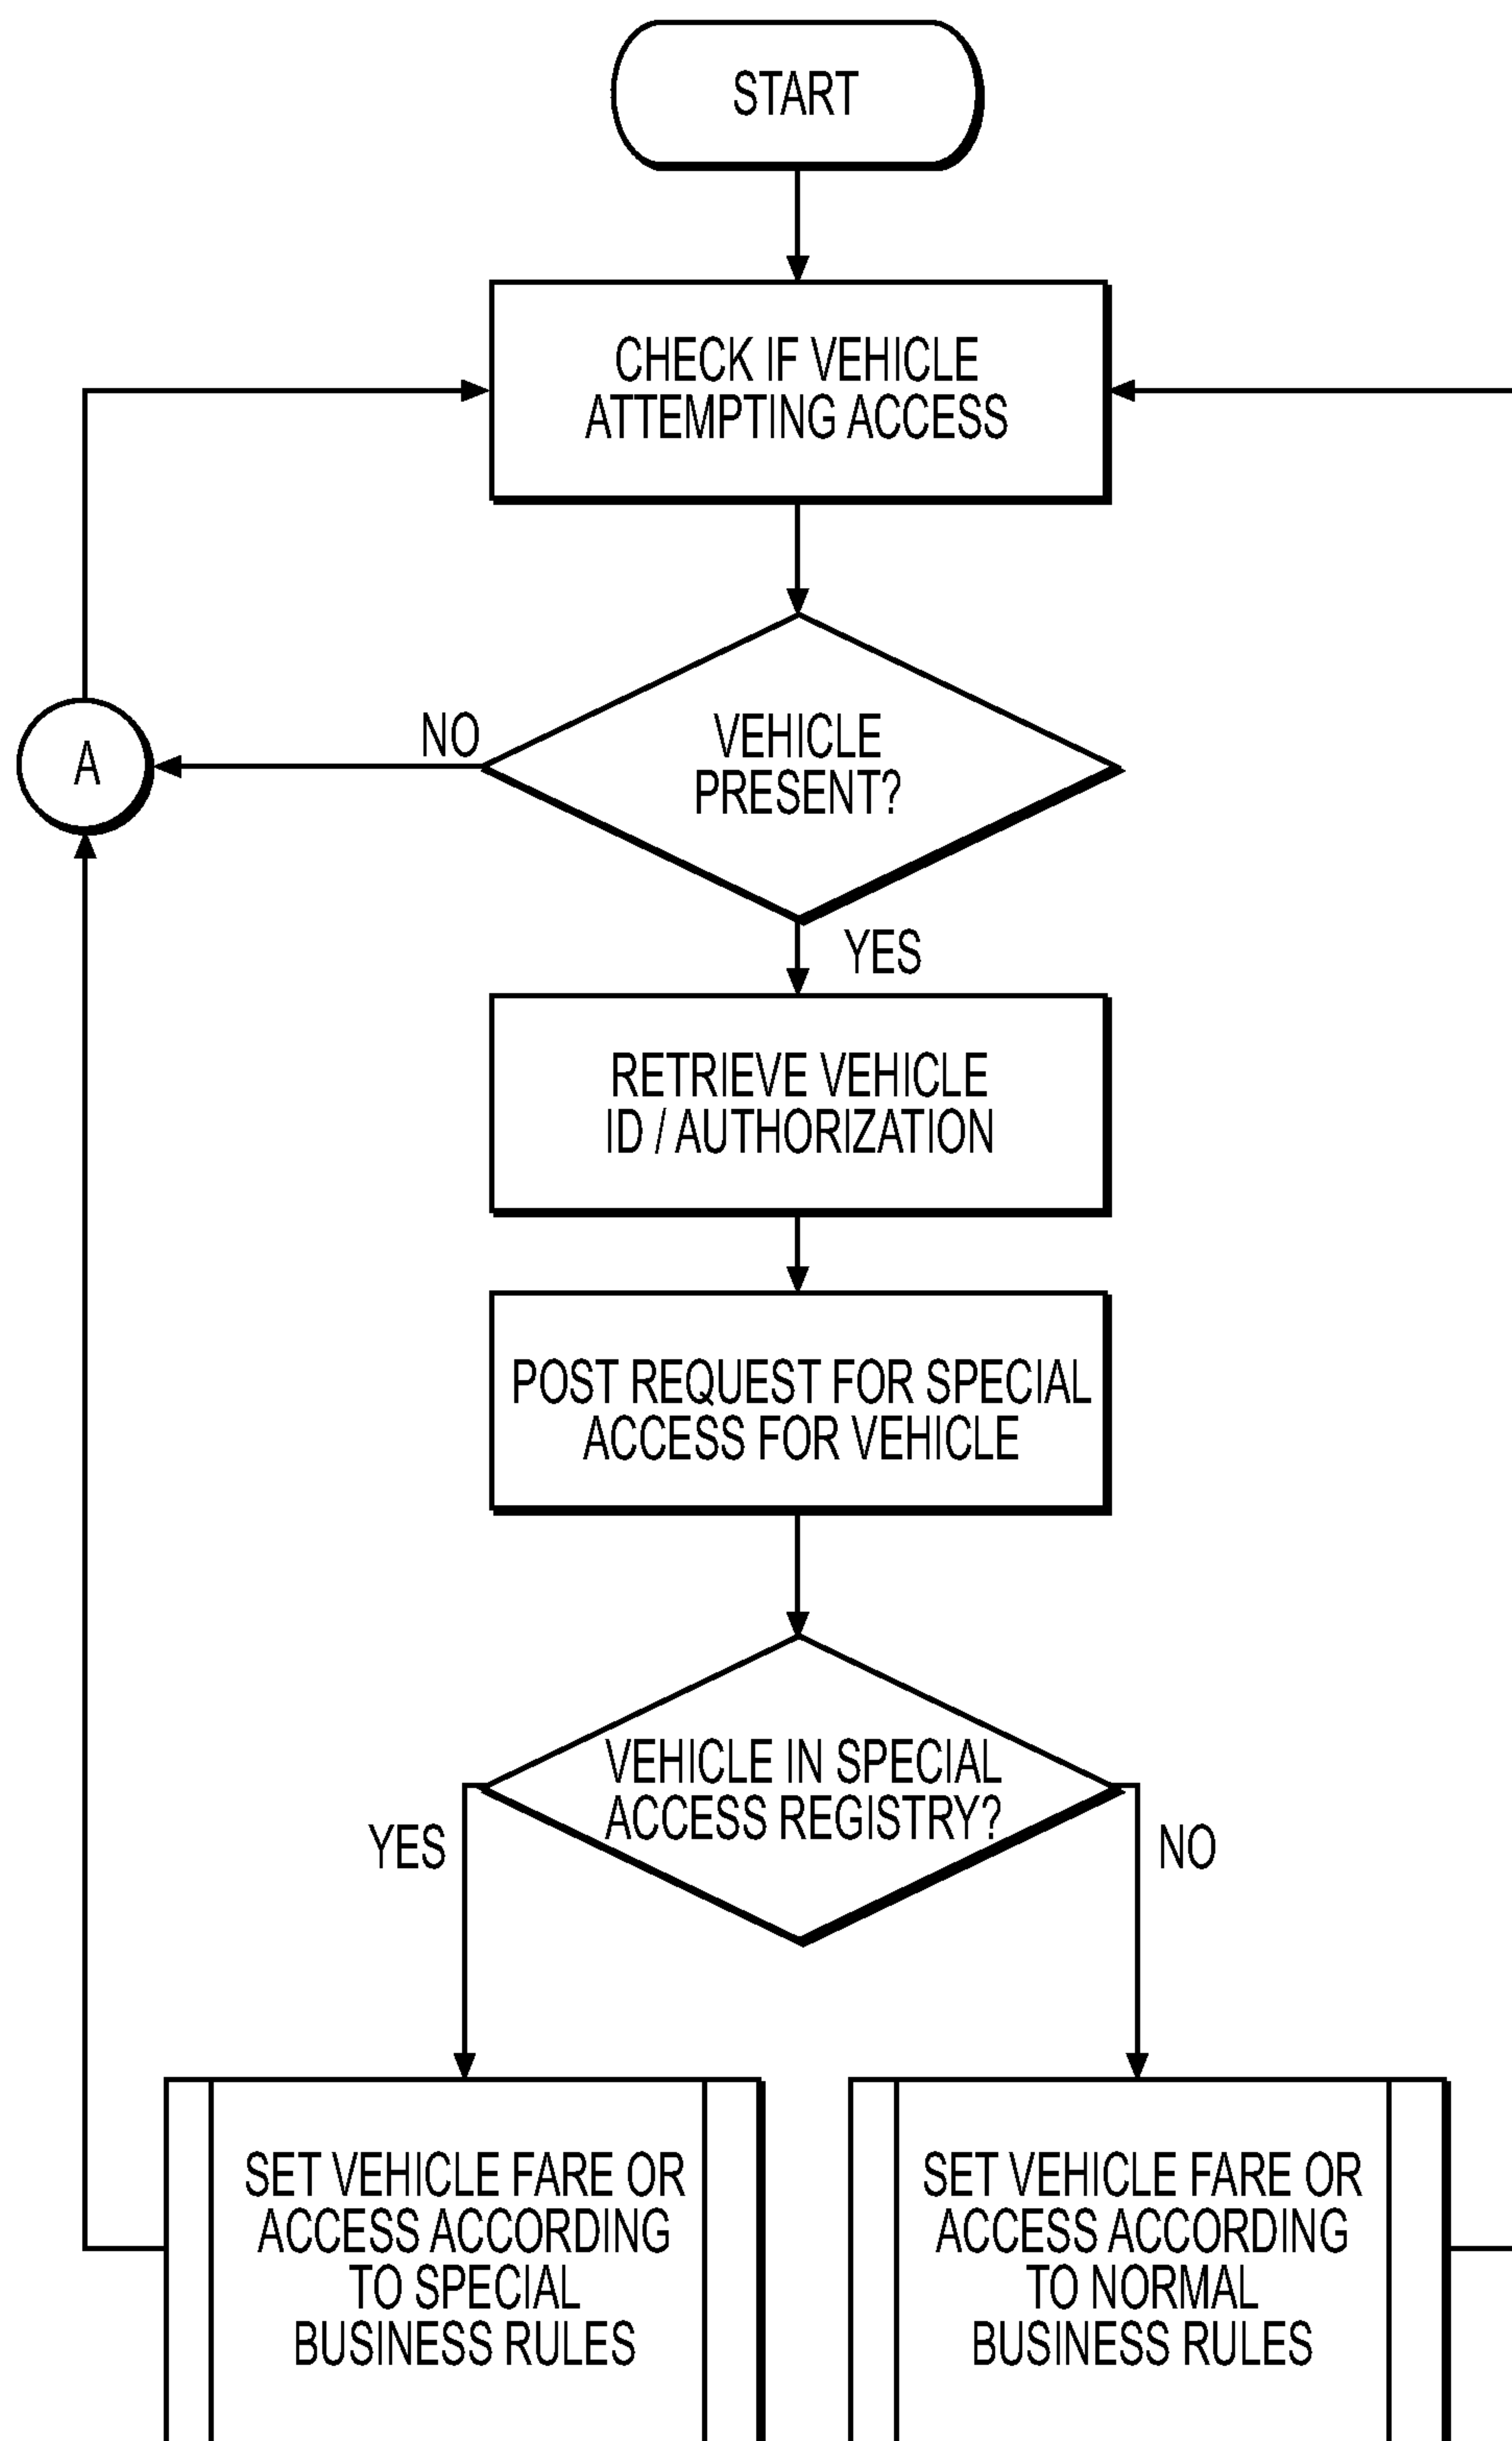 START
CHECK IF VEHICLE
ATTEMPTING ACCESS
NO
A
VEHICLE
PRESENT?
YES
RETRIEVE VEHICLE
ID / AUTHORIZATION
POST REQUEST FOR SPECIAL
ACCESS FOR VEHICLE
VEHICLE IN SPECIAL
ACCESS REGISTRY?
YES
NO
SET VEHICLE FARE OR
ACCESS ACCORDING
TO SPECIAL
BUSINESS RULES
SET VEHICLE FARE OR
ACCESS ACCORDING
TO NORMAL
BUSINESS RULES